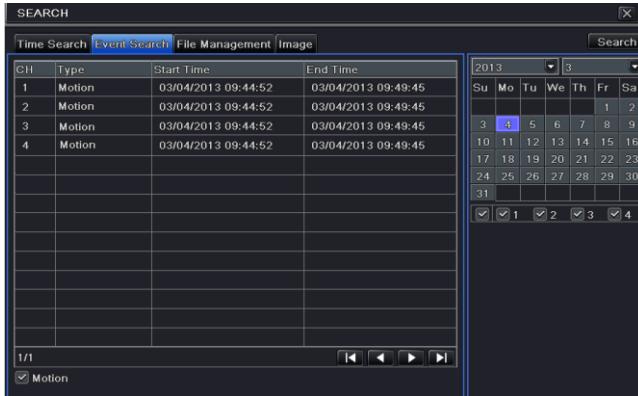 SEARCH
Time Search Event Search File Management Image Search
CH Type Start Time End Time
1 Motion 03/04/2013 09:44:52 03/04/2013 09:49:45
2 Motion 03/04/2013 09:44:52 03/04/2013 09:49:45
3 Motion 03/04/2013 09:44:52 03/04/2013 09:49:45
4 Motion 03/04/2013 09:44:52 03/04/2013 09:49:45
1/1
Motion
2013 3
Su Mo Tu We Th Fr Sa
1 2
3 4 5 6 7 8 9
10 11 12 13 14 15 16
17 18 19 20 21 22 23
24 25 26 27 28 29 30
31
1 2 3 4